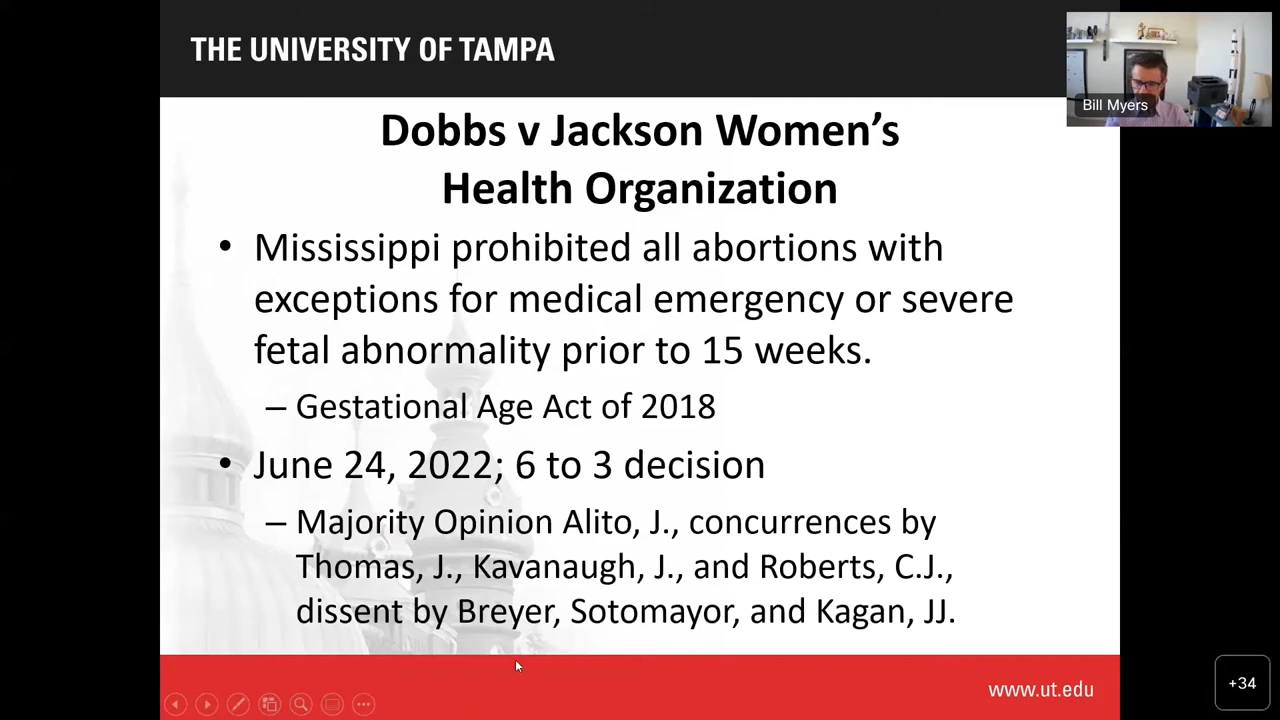 THE UNIVERSITY OF TAMPA
Bill Myers
Dobbs v Jackson Women’s
Health Organization
• Mississippi prohibited all abortions with
exceptions for medical emergency or severe
fetal abnormality prior to 15 weeks.
– Gestational Age Act of 2018
• June 24, 2022; 6 to 3 decision
– Majority Opinion Alito, J., concurrences by
Thomas, J., Kavanaugh, J., and Roberts, C.J.,
dissent by Breyer, Sotomayor, and Kagan, JJ.
www.ut.edu
+34